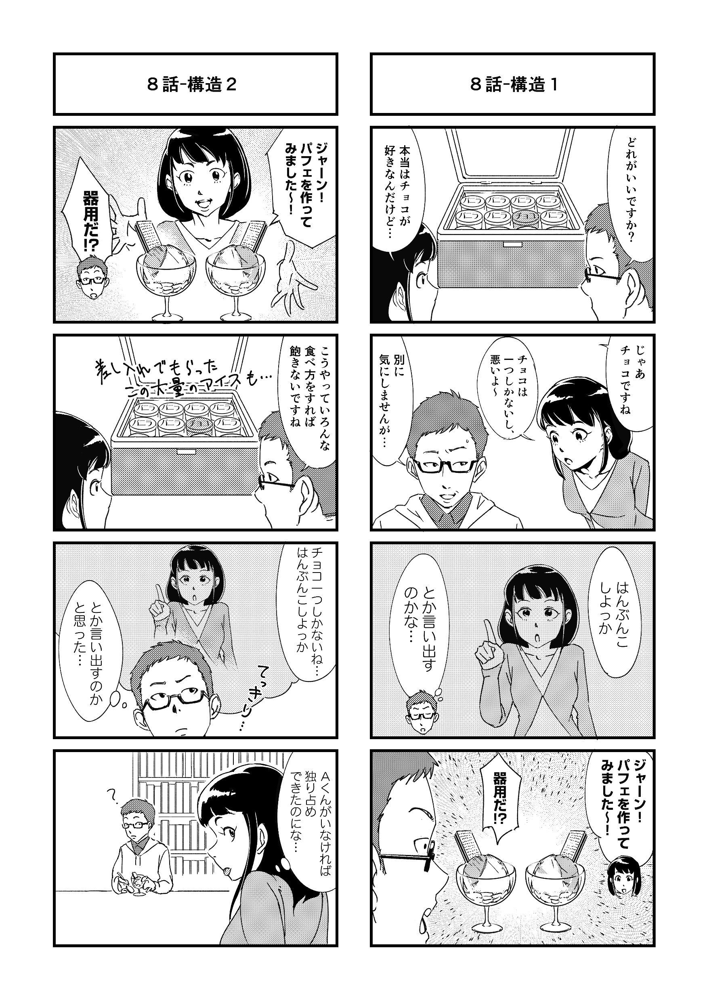 8話-構造1
どれがいいですか?
本当はチョコが
好きなんだけど…
バニラ
バニラ
バニラ
バニラ
バニラ
バニラ
チョコ
バニラ
じゃあ
チョコですね
チョコは
一つしかないし、
悪いよ〜
別に
気にしませんが…
はんぶんこ
しよっか
とか言い出す
のかな…
ジャーン!
パフェを作って
みました〜!
器用だ!?
8話-構造2
ジャーン!
パフェを作って
みました〜!
器用だ!?
こうやっていろんな
食べ方をすれば
飽きないですね
差し入れでもらった
この大量のアイスも…
バニラ
バニラ
バニラ
バニラ
バニラ
バニラ
チョコ
バニラ
チョコ一つしかないね…
はんぶんこしよっか
てっきり…
とか言い出すのか
と思った…
Aくんがいなければ
独り占め
できたのにな…
?